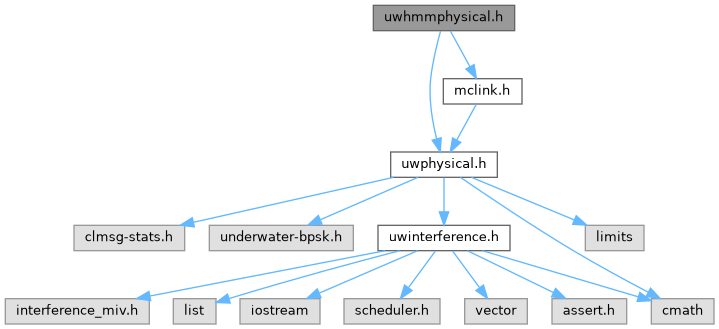 uwhmmphysical.h
mclink.h
uwphysical.h
clmsg-stats.h
underwater-bpsk.h
uwinterference.h
limits
interference_miv.h
list
iostream
scheduler.h
vector
assert.h
cmath